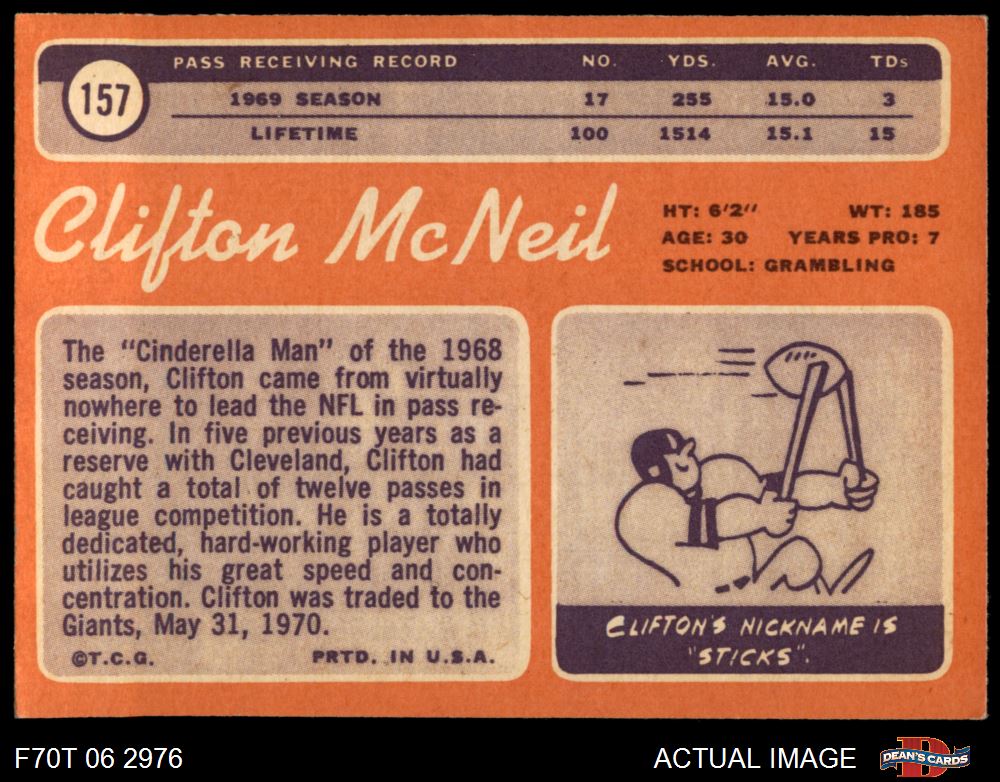 157
PASS RECEIVING RECORD NO. YDS. AVG. TDs
1969 SEASON 17 255 15.0 3
LIFETIME 100 1514 15.1 15
Clifton McNeil
HT: 6'2" WT: 185
AGE: 30 YEARS PRO: 7
SCHOOL: GRAMBLING
The "Cinderella Man" of the 1968
season, Clifton came from virtually
nowhere to lead the NFL in pass re-
ceiving. In five previous years as a
reserve with Cleveland, Clifton had
caught a total of twelve passes in
league competition. He is a totally
dedicated, hard-working player who
utilizes his great speed and con-
centration. Clifton was traded to the
Giants, May 31, 1970.
©T.C.G. PRTD. IN U.S.A.
CLIFTON'S NICKNAME IS
"STICKS".
F70T 06 2976 ACTUAL IMAGE
D
DEAN'S CARDS